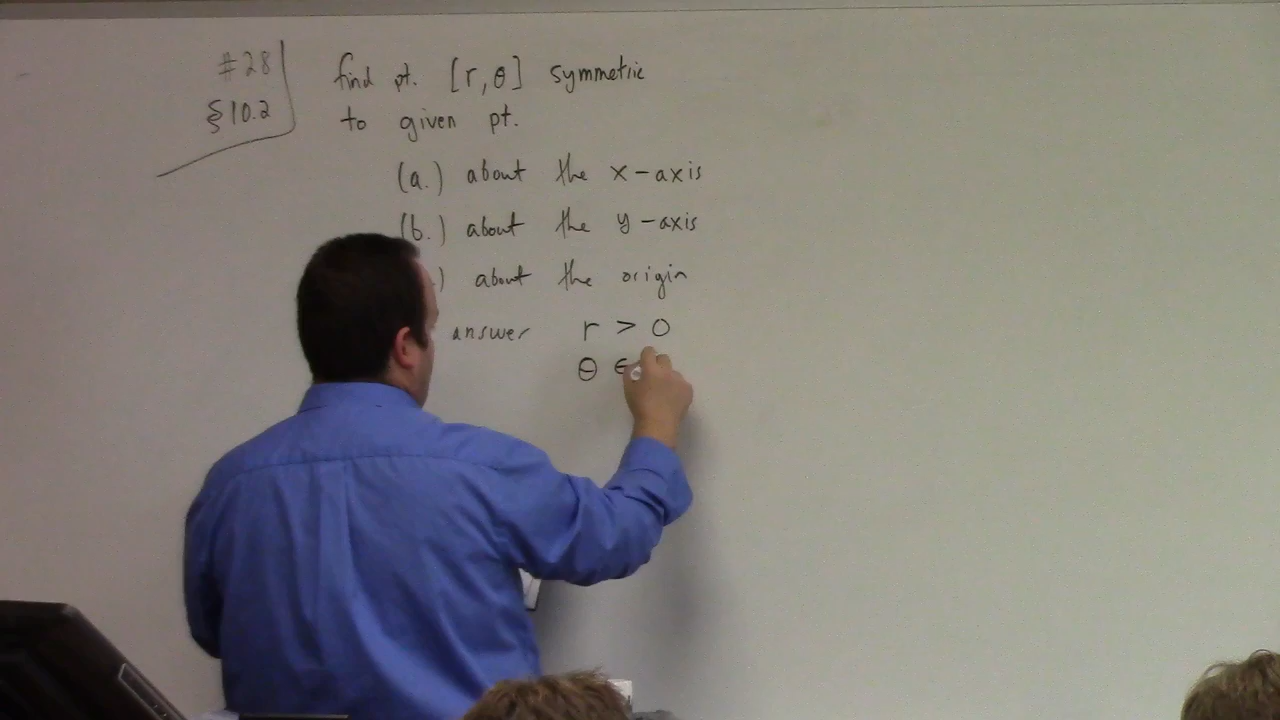 #28
§10.2
find pt. [r, θ] symmetric
to given pt.
(a.) about the x-axis
(b.) about the y-axis
) about the origin
answer r > 0
θ ∈